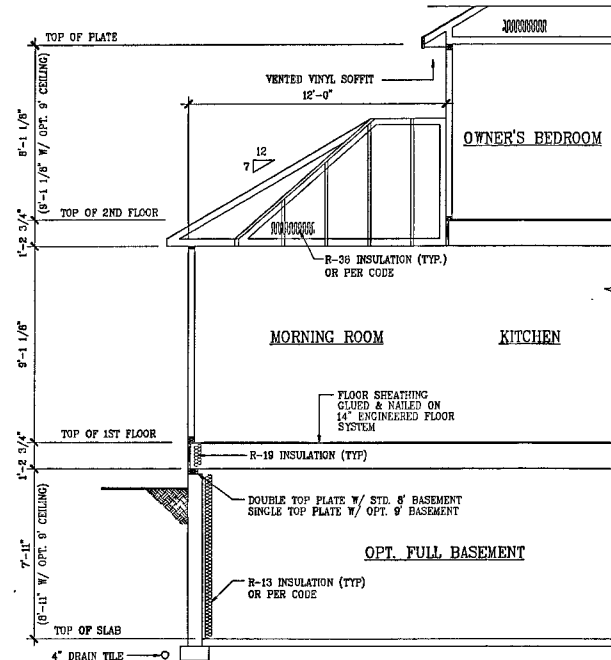 TOP OF PLATE
VENTED VINYL SOFFIT
12'-0"
OWNER'S BEDROOM
8'-1 1/8"
(9'-1 1/8" W/ OPT. 9' CEILING)
12
7
TOP OF 2ND FLOOR
1'-2 3/4"
R-38 INSULATION (TYP.)
OR PER CODE
9'-1 1/8"
MORNING ROOM
KITCHEN
FLOOR SHEATHING
GLUED & NAILED ON
14" ENGINEERED FLOOR
SYSTEM
TOP OF 1ST FLOOR
1'-2 3/4"
R-19 INSULATION (TYP)
DOUBLE TOP PLATE W/ STD. 8' BASEMENT
SINGLE TOP PLATE W/ OPT. 9' BASEMENT
7'-11"
(8'-11" W/ OPT. 9' CEILING)
OPT. FULL BASEMENT
R-13 INSULATION (TYP)
OR PER CODE
TOP OF SLAB
4" DRAIN TILE